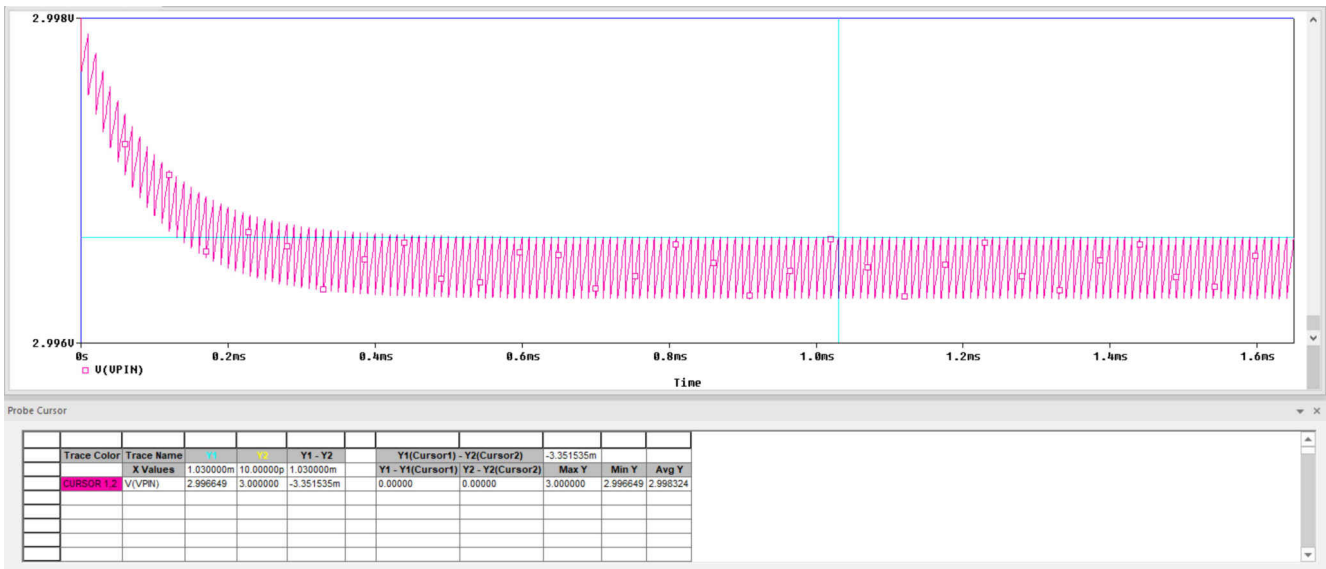 2.998V
2.996V
0s 0.2ms 0.4ms 0.6ms 0.8ms 1.0ms 1.2ms 1.4ms 1.6ms
V(VPIN)
Time
Probe Cursor
Trace Color Trace Name Y1 Y2 Y1 - Y2 Y1(Cursor1) - Y2(Cursor2) -3.351535m
X Values 1.030000m 10.00000p 1.030000m Y1 - Y1(Cursor1) Y2 - Y2(Cursor2) Max Y Min Y Avg Y
CURSOR 1,2 V(VPIN) 2.996649 3.000000 -3.351535m 0.00000 0.00000 3.000000 2.996649 2.998324